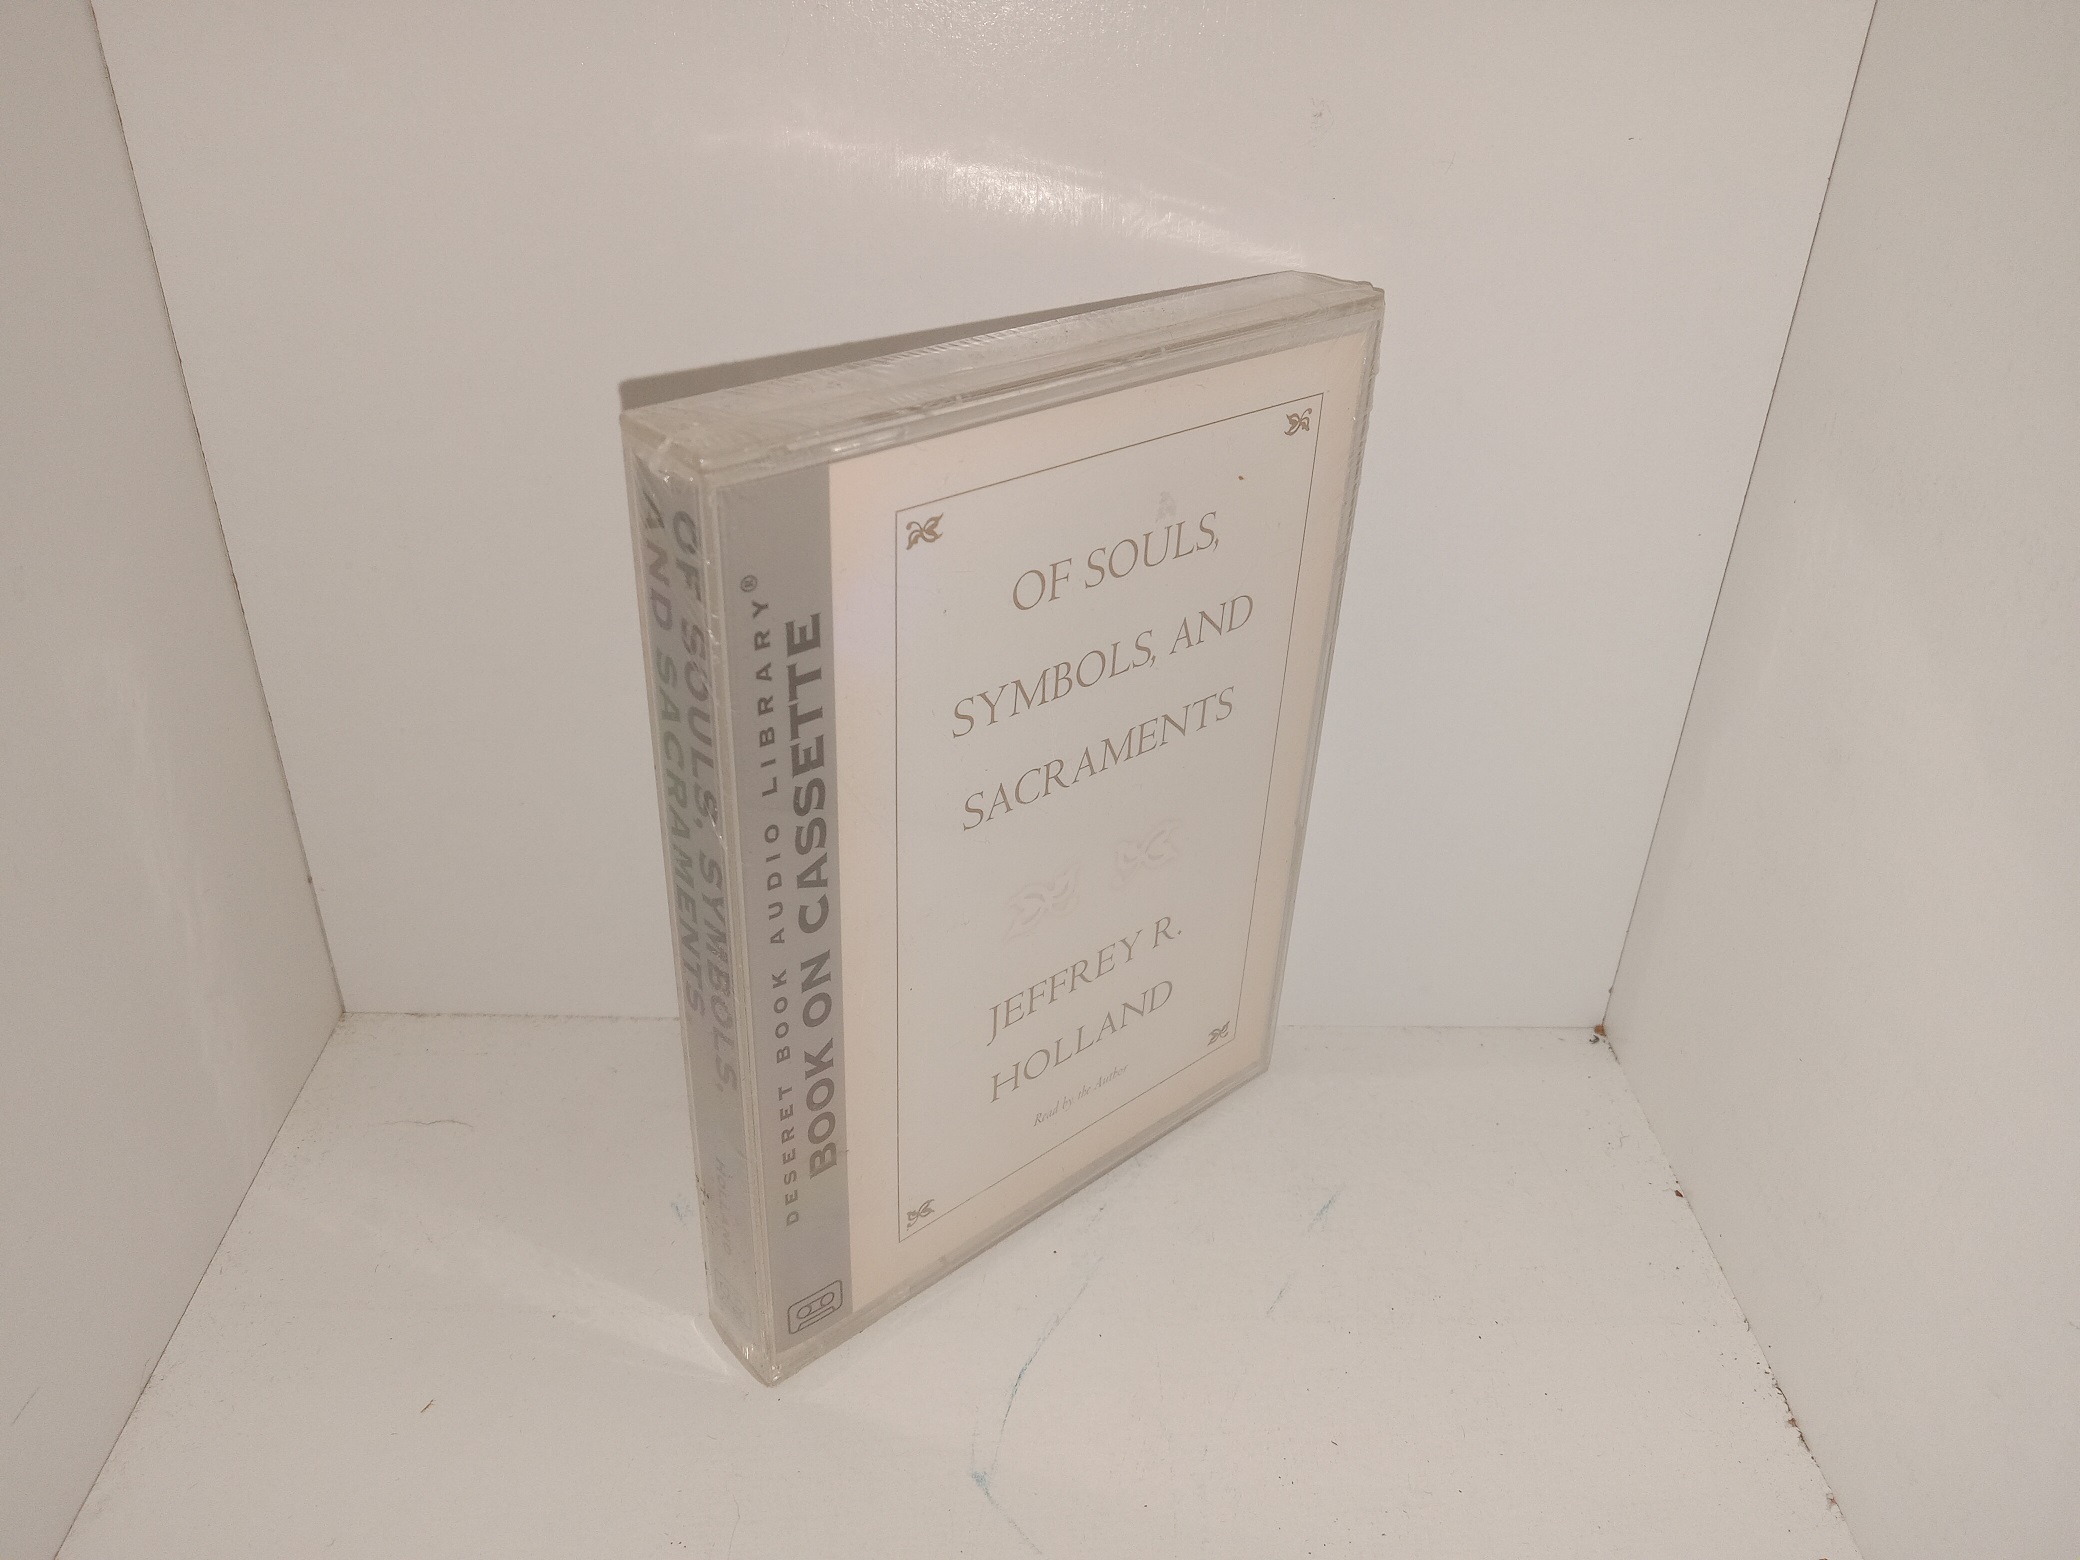 OF SOULS, SYMBOLS,
AND SACRAMENTS
HOLLAND
DESERET BOOK AUDIO LIBRARY®
BOOK ON CASSETTE
OF SOULS,
SYMBOLS, AND
SACRAMENTS
JEFFREY R.
HOLLAND
Read by the Author